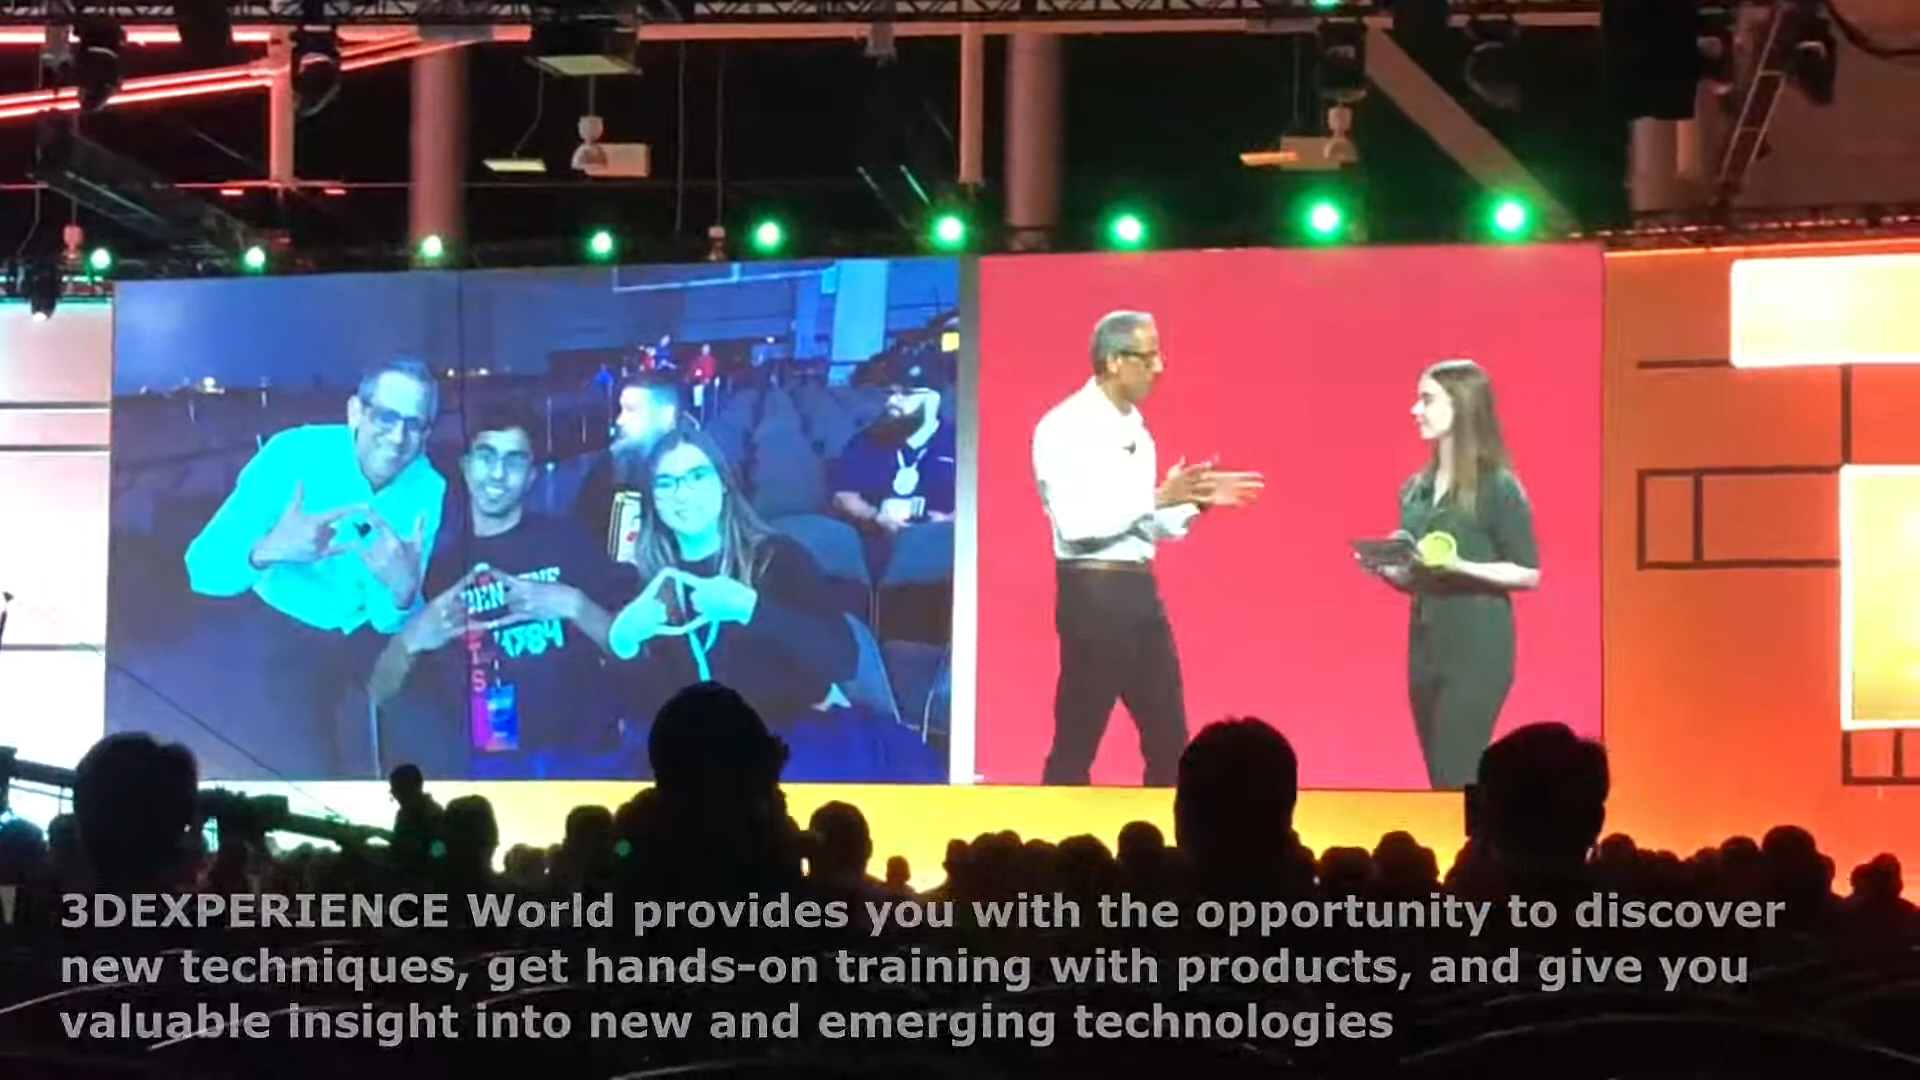 3DEXPERIENCE World provides you with the opportunity to discover
new techniques, get hands-on training with products, and give you
valuable insight into new and emerging technologies